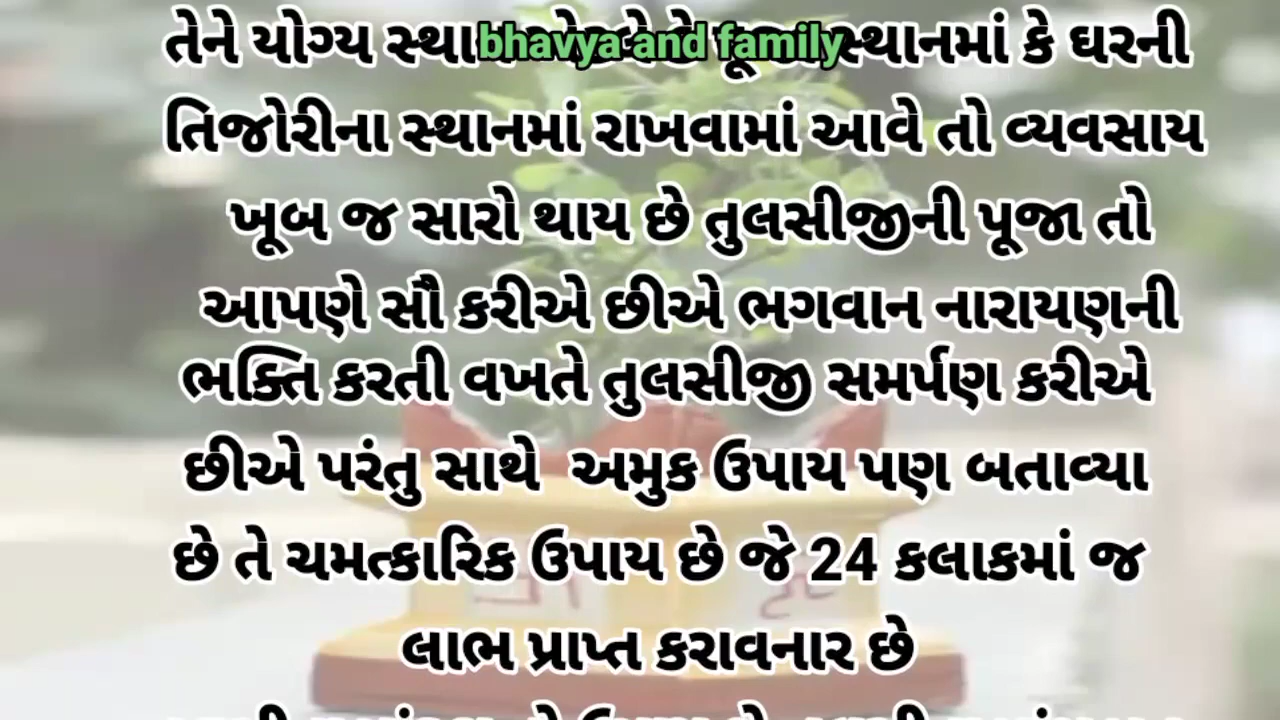 તેને યોગ્ય bhavya and family સ્થાનમાં કે ઘરની
તિજોરીના સ્થાનમાં રાખવામાં આવે તો વ્યવસાય
ખૂબ જ સારો થાય છે તુલસીજીની પૂજા તો
આપણે સૌ કરીએ છીએ ભગવાન નારાયણની
ભક્તિ કરતી વખતે તુલસીજી સમર્પણ કરીએ
છીએ પરંતુ સાથે અમુક ઉપાય પણ બતાવ્યા
છે તે ચમત્કારિક ઉપાય છે જે 24 કલાકમાં જ
લાભ પ્રાપ્ત કરાવનાર છે